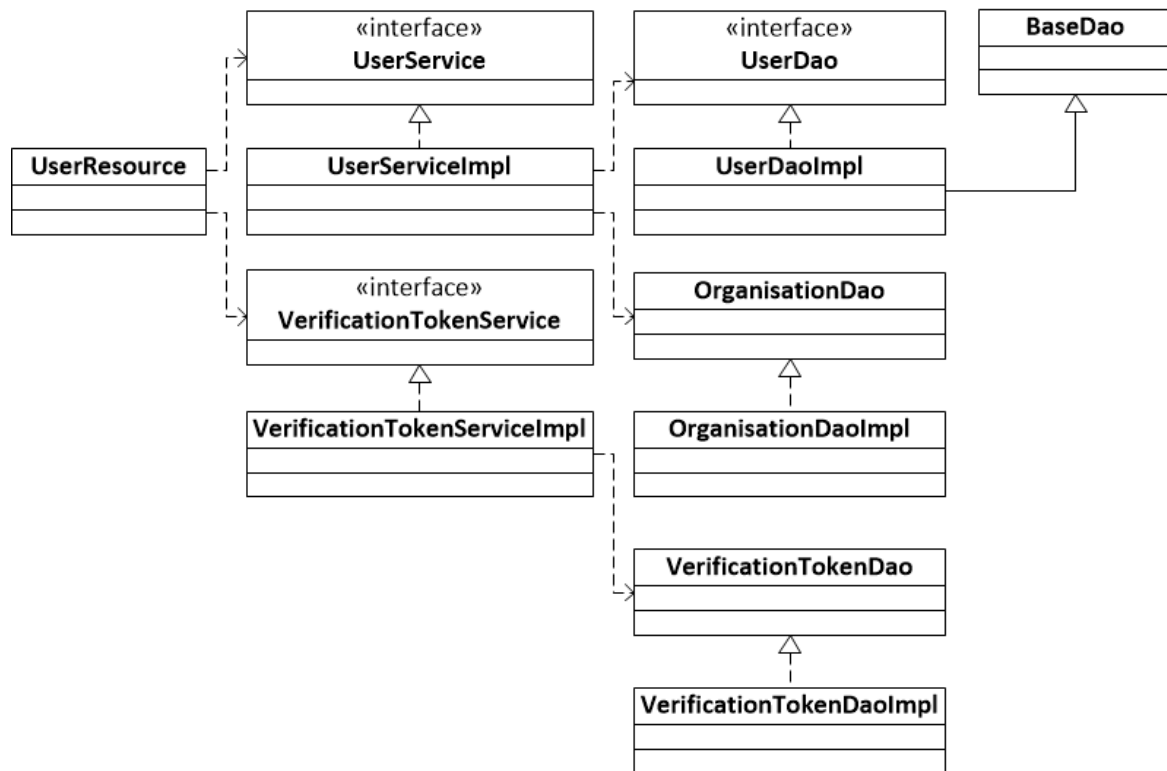 «interface»
UserService
«interface»
UserDao
BaseDao
UserResource
UserServiceImpl
UserDaoImpl
«interface»
VerificationTokenService
OrganisationDao
VerificationTokenServiceImpl
OrganisationDaoImpl
VerificationTokenDao
VerificationTokenDaoImpl